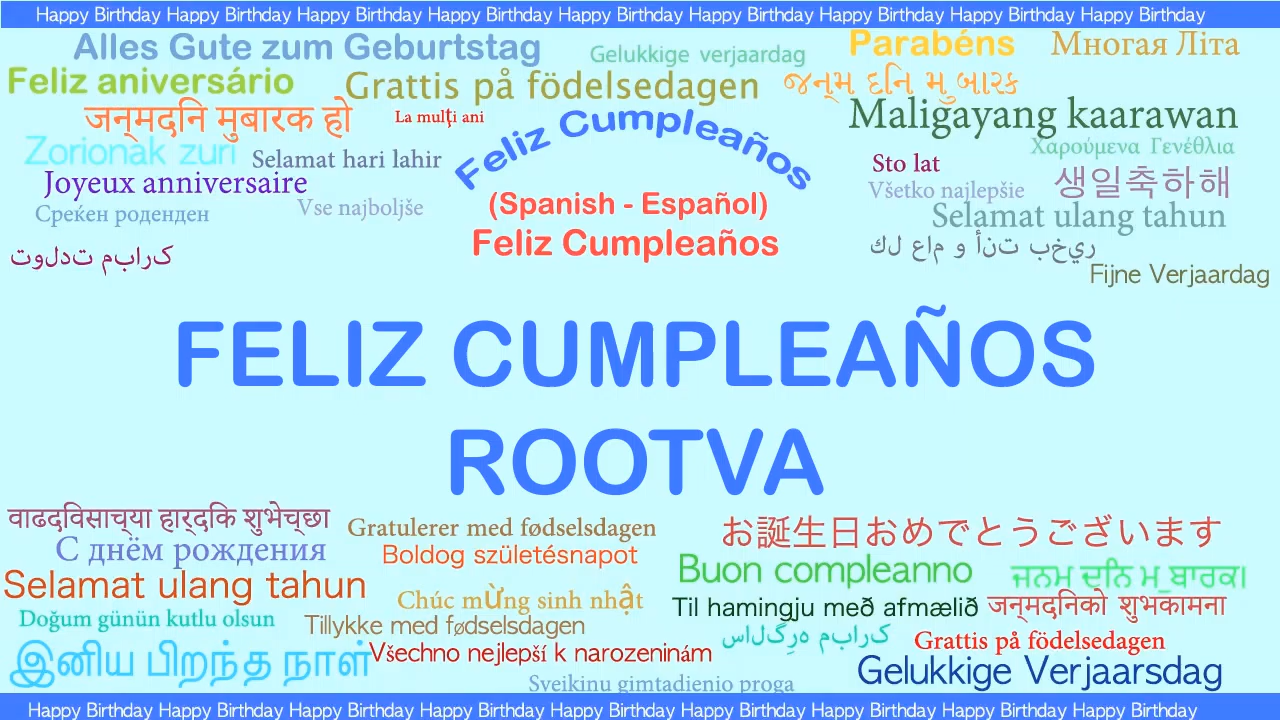 Happy Birthday Happy Birthday Happy Birthday Happy Birthday Happy Birthday Happy Birthday Happy Birthday Happy Birthday Happy Birthday
Alles Gute zum Geburtstag
Gelukkige verjaardag
Parabéns
Многая Літа
Feliz aniversário
Grattis på födelsedagen
જન્મ દિન મુબારક
जन्मदिन मुबारक हो
La mulţi ani
Feliz Cumpleaños
Maligayang kaarawan
Zorionak zuri
Selamat hari lahir
Χαρούμενα Γενέθλια
Sto lat
Joyeux anniversaire
(Spanish - Español)
Všetko najlepšie
생일축하해
Срeќен роденден
Vse najboljše
Feliz Cumpleaños
Selamat ulang tahun
تولدت مبارک
كل عام و أنت بخير
Fijne Verjaardag
FELIZ CUMPLEAÑOS
ROOTVA
वाढदिवसाच्या हार्दिक शुभेच्छा
Gratulerer med fødselsdagen
お誕生日おめでとうございます
С днём рождения
Boldog születésnapot
Buon compleanno
ਜਨਮ ਦਿਨ ਮੁਬਾਰਕ।
Selamat ulang tahun
Chúc mừng sinh nhật
Til hamingju með afmælið
जन्मदिनको शुभकामना
Doğum günün kutlu olsun
Tillykke med fødselsdagen
سالگرہ مبارک
Grattis på födelsedagen
இனிய பிறந்த நாள்
Všechno nejlepší k narozeninám
Gelukkige Verjaarsdag
Sveikinu gimtadienio proga
Happy Birthday Happy Birthday Happy Birthday Happy Birthday Happy Birthday Happy Birthday Happy Birthday Happy Birthday Happy Birthday